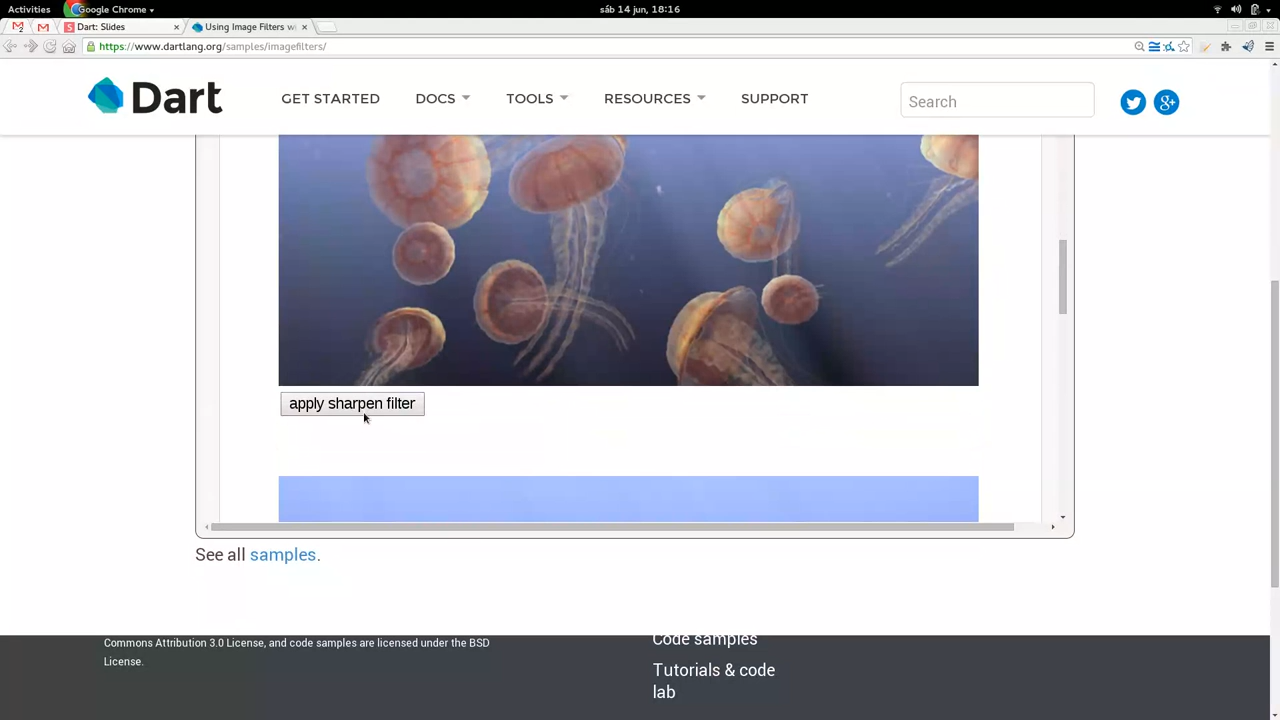 Activities Google Chrome sáb 14 jun, 18:16
Dart: Slides × Using Image Filters wi ×
https://www.dartlang.org/samples/imagefilters/
Dart GET STARTED DOCS TOOLS RESOURCES SUPPORT Search
apply sharpen filter
See all samples.
Commons Attribution 3.0 License, and code samples are licensed under the BSD
License.
Code samples
Tutorials & code
lab